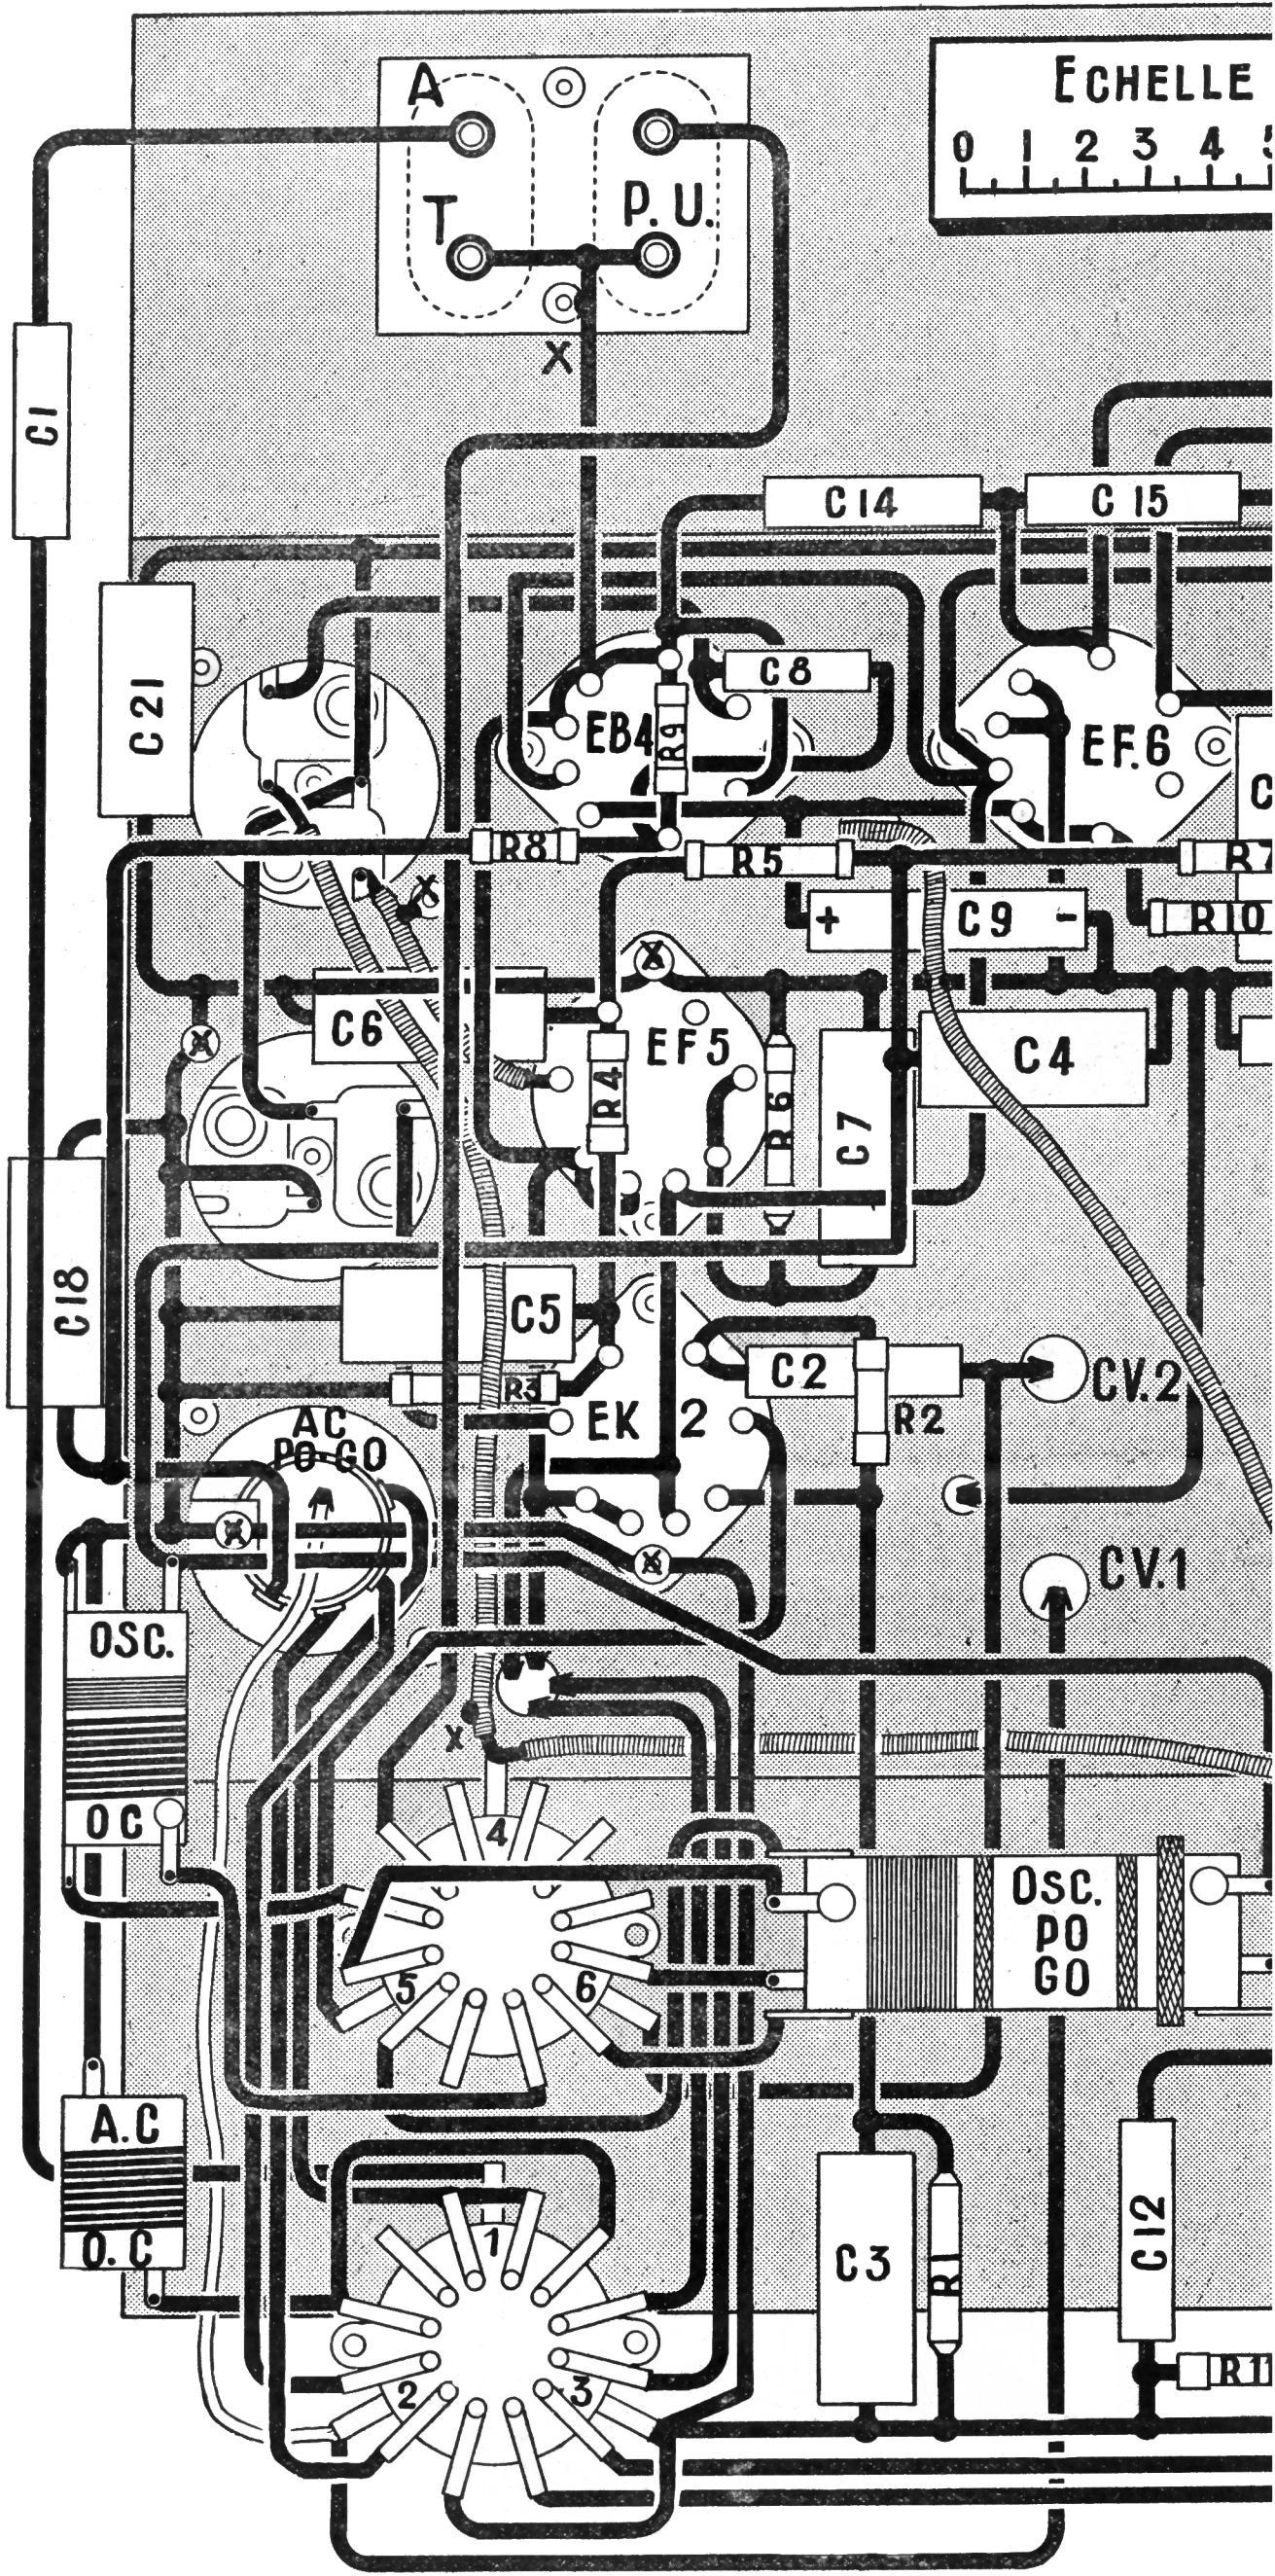 A
ECHELLE
0 1 2 3 4 5
T
P. U.
X
C1
C14
C 15
C21
C8
EB4
R9
EF.6
R8
R5
R7
X
+ C9 -
R10
X
C6
EF5
C4
X
R4
R6
C7
C18
C5
C2
CV.2
R3
R2
AC
PO-GO
EK 2
X
X
CV.1
OSC.
X
OC
4
OSC.
PO
GO
5
6
A.C
1
O.C
C3
R1
C12
2
3
R11